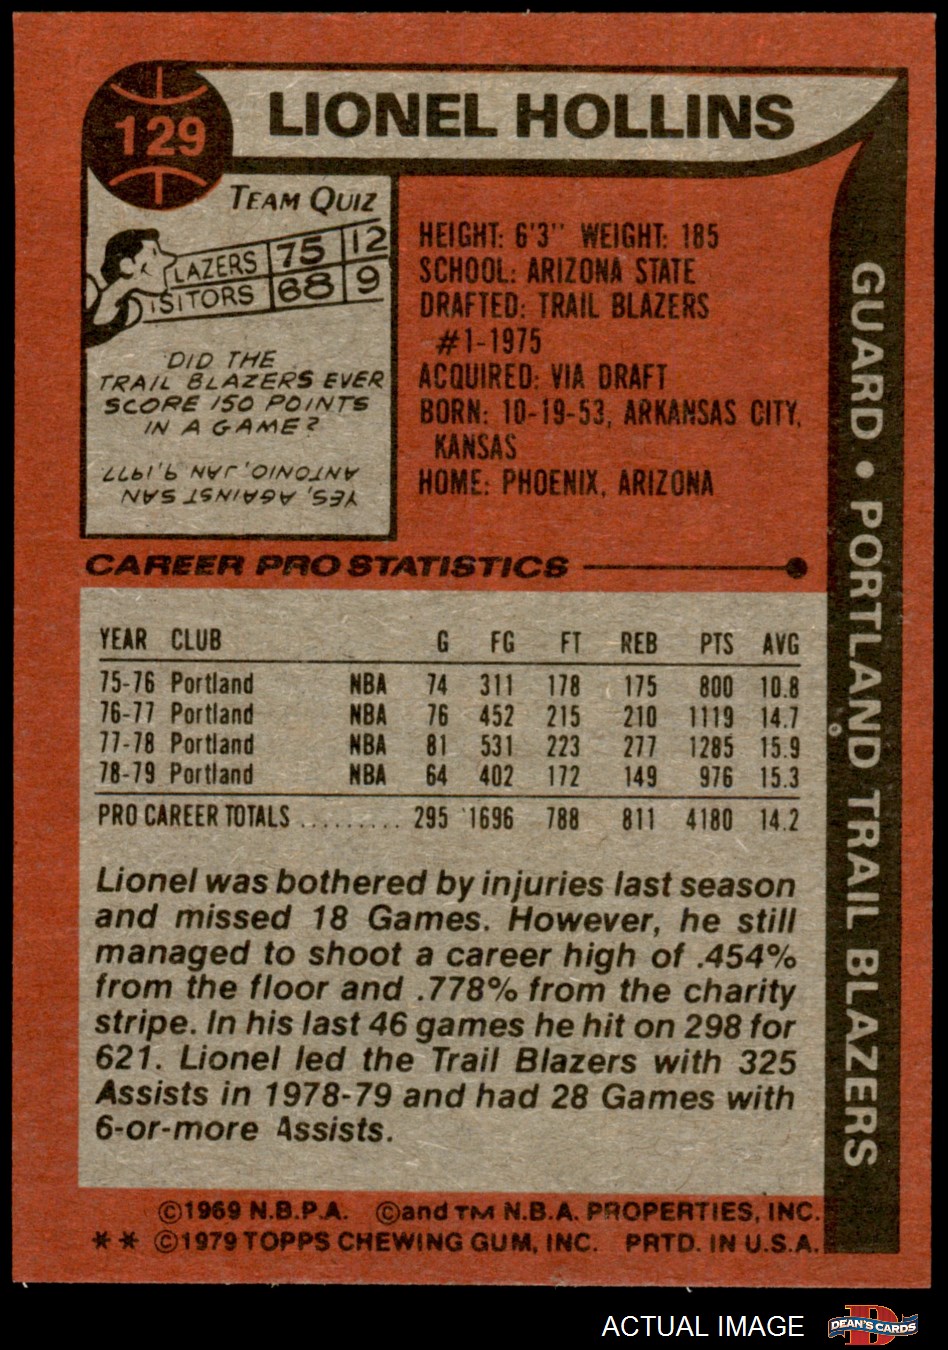 129
LIONEL HOLLINS
TEAM QUIZ
LAZERS 75 12
ISITORS 68 9
DID THE
TRAIL BLAZERS EVER
SCORE 150 POINTS
IN A GAME?
YES, AGAINST SAN
ANTONIO, JAN 9, 1977
HEIGHT: 6'3" WEIGHT: 185
SCHOOL: ARIZONA STATE
DRAFTED: TRAIL BLAZERS
#1-1975
ACQUIRED: VIA DRAFT
BORN: 10-19-53, ARKANSAS CITY,
KANSAS
HOME: PHOENIX, ARIZONA
GUARD • PORTLAND TRAIL BLAZERS
CAREER PRO STATISTICS
YEAR CLUB G FG FT REB PTS AVG
75-76 Portland NBA 74 311 178 175 800 10.8
76-77 Portland NBA 76 452 215 210 1119 14.7
77-78 Portland NBA 81 531 223 277 1285 15.9
78-79 Portland NBA 64 402 172 149 976 15.3
PRO CAREER TOTALS ......... 295 1696 788 811 4180 14.2
Lionel was bothered by injuries last season
and missed 18 Games. However, he still
managed to shoot a career high of .454%
from the floor and .778% from the charity
stripe. In his last 46 games he hit on 298 for
621. Lionel led the Trail Blazers with 325
Assists in 1978-79 and had 28 Games with
6-or-more Assists.
©1969 N.B.P.A. ©and TM N.B.A. PROPERTIES, INC.
** ©1979 TOPPS CHEWING GUM, INC. PRTD. IN U.S.A.
ACTUAL IMAGE
DEAN'S CARDS